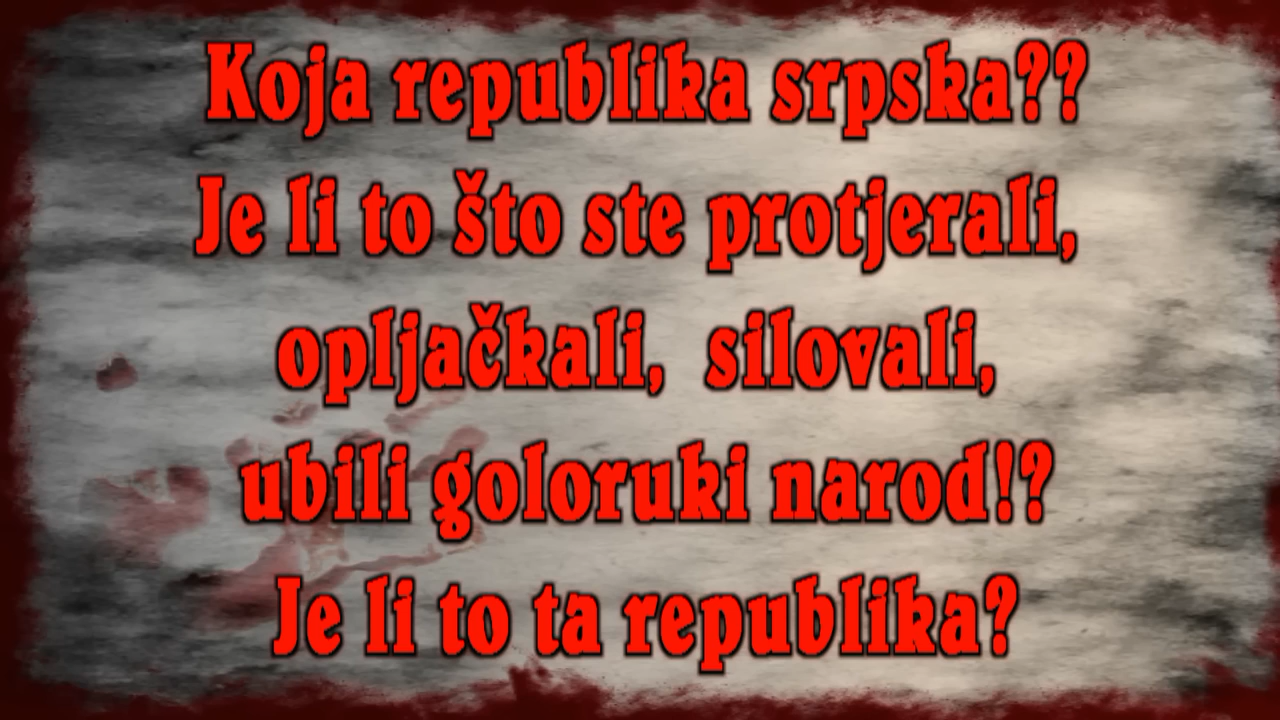 Koja republika srpska??
Je li to što ste protjerali,
opljačkali, silovali,
ubili goloruki narod!?
Je li to ta republika?